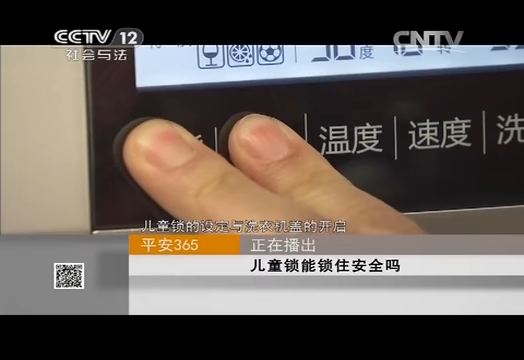 CCTV 12
社会与法
CNTV
温度 速度 洗
儿童锁的设定与洗衣机盖的开启
平安365 正在播出
儿童锁能锁住安全吗